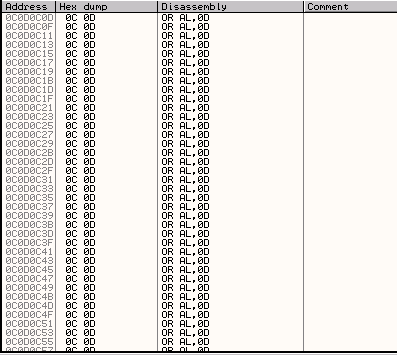 Address Hex dump Disassembly Comment
0C0D0C0D 0C 0D OR AL,0D
0C0D0C0F 0C 0D OR AL,0D
0C0D0C11 0C 0D OR AL,0D
0C0D0C13 0C 0D OR AL,0D
0C0D0C15 0C 0D OR AL,0D
0C0D0C17 0C 0D OR AL,0D
0C0D0C19 0C 0D OR AL,0D
0C0D0C1B 0C 0D OR AL,0D
0C0D0C1D 0C 0D OR AL,0D
0C0D0C1F 0C 0D OR AL,0D
0C0D0C21 0C 0D OR AL,0D
0C0D0C23 0C 0D OR AL,0D
0C0D0C25 0C 0D OR AL,0D
0C0D0C27 0C 0D OR AL,0D
0C0D0C29 0C 0D OR AL,0D
0C0D0C2B 0C 0D OR AL,0D
0C0D0C2D 0C 0D OR AL,0D
0C0D0C2F 0C 0D OR AL,0D
0C0D0C31 0C 0D OR AL,0D
0C0D0C33 0C 0D OR AL,0D
0C0D0C35 0C 0D OR AL,0D
0C0D0C37 0C 0D OR AL,0D
0C0D0C39 0C 0D OR AL,0D
0C0D0C3B 0C 0D OR AL,0D
0C0D0C3D 0C 0D OR AL,0D
0C0D0C3F 0C 0D OR AL,0D
0C0D0C41 0C 0D OR AL,0D
0C0D0C43 0C 0D OR AL,0D
0C0D0C45 0C 0D OR AL,0D
0C0D0C47 0C 0D OR AL,0D
0C0D0C49 0C 0D OR AL,0D
0C0D0C4B 0C 0D OR AL,0D
0C0D0C4D 0C 0D OR AL,0D
0C0D0C4F 0C 0D OR AL,0D
0C0D0C51 0C 0D OR AL,0D
0C0D0C53 0C 0D OR AL,0D
0C0D0C55 0C 0D OR AL,0D
0C0D0C57 0C 0D OR AL,0D